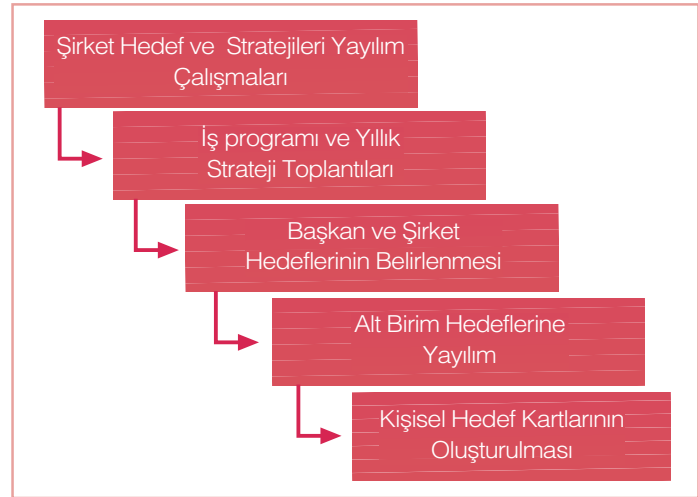 Şirket Hedef ve Stratejileri Yayılım
Çalışmaları
İş programı ve Yıllık
Strateji Toplantıları
Başkan ve Şirket
Hedeflerinin Belirlenmesi
Alt Birim Hedeflerine
Yayılım
Kişisel Hedef Kartlarının
Oluşturulması